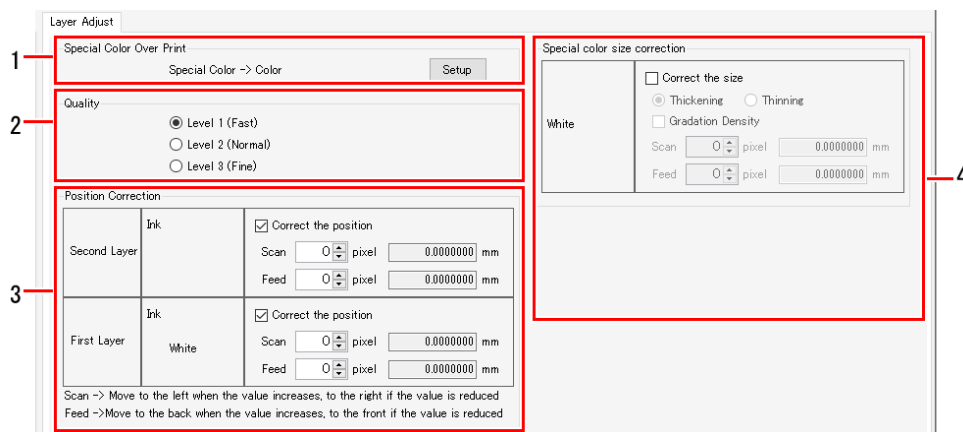 Layer Adjust
1
Special Color Over Print
Special Color -> Color
Setup
2
Quality
Level 1 (Fast)
Level 2 (Normal)
Level 3 (Fine)
3
Position Correction
Second Layer
Ink
Correct the position
Scan 0 pixel 0.0000000 mm
Feed 0 pixel 0.0000000 mm
First Layer
Ink
White
Correct the position
Scan 0 pixel 0.0000000 mm
Feed 0 pixel 0.0000000 mm
Scan -> Move to the left when the value increases, to the right if the value is reduced
Feed ->Move to the back when the value increases, to the front if the value is reduced
Special color size correction
White
Correct the size
Thickening Thinning
Gradation Density
Scan 0 pixel 0.0000000 mm
Feed 0 pixel 0.0000000 mm
4